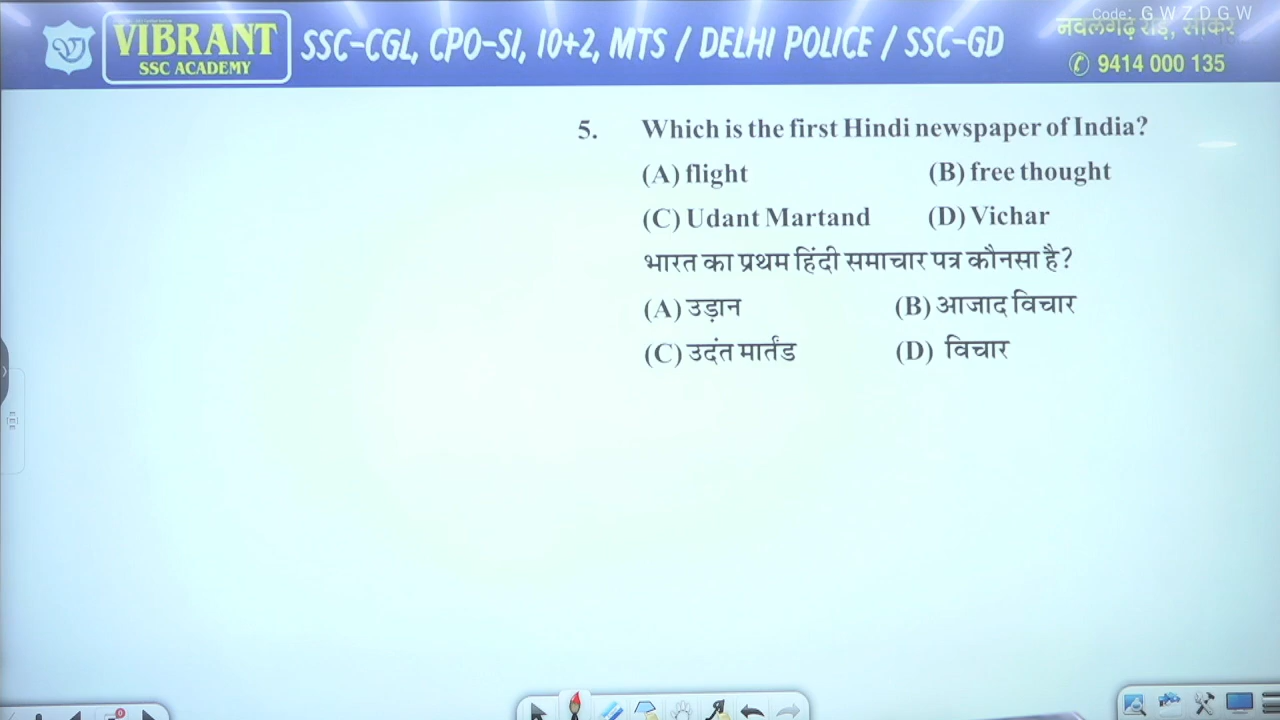 Code: G W Z D G W
VIBRANT
SSC ACADEMY
SSC-CGL, CPO-SI, 10+2, MTS / DELHI POLICE / SSC-GD
नवलगढ़ रोड़, सीकर
9414 000 135
5. Which is the first Hindi newspaper of India?
(A) flight (B) free thought
(C) Udant Martand (D) Vichar
भारत का प्रथम हिंदी समाचार पत्र कौनसा है?
(A) उड़ान (B) आजाद विचार
(C) उदंत मार्तंड (D) विचार